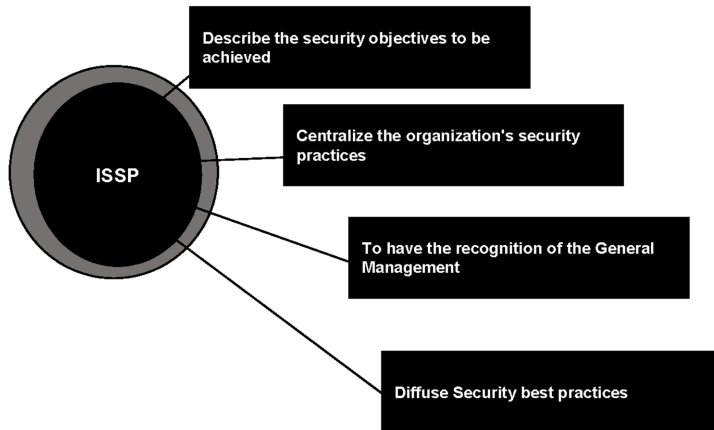 Describe the security objectives to be
achieved
Centralize the organization's security
practices
ISSP
To have the recognition of the General
Management
Diffuse Security best practices